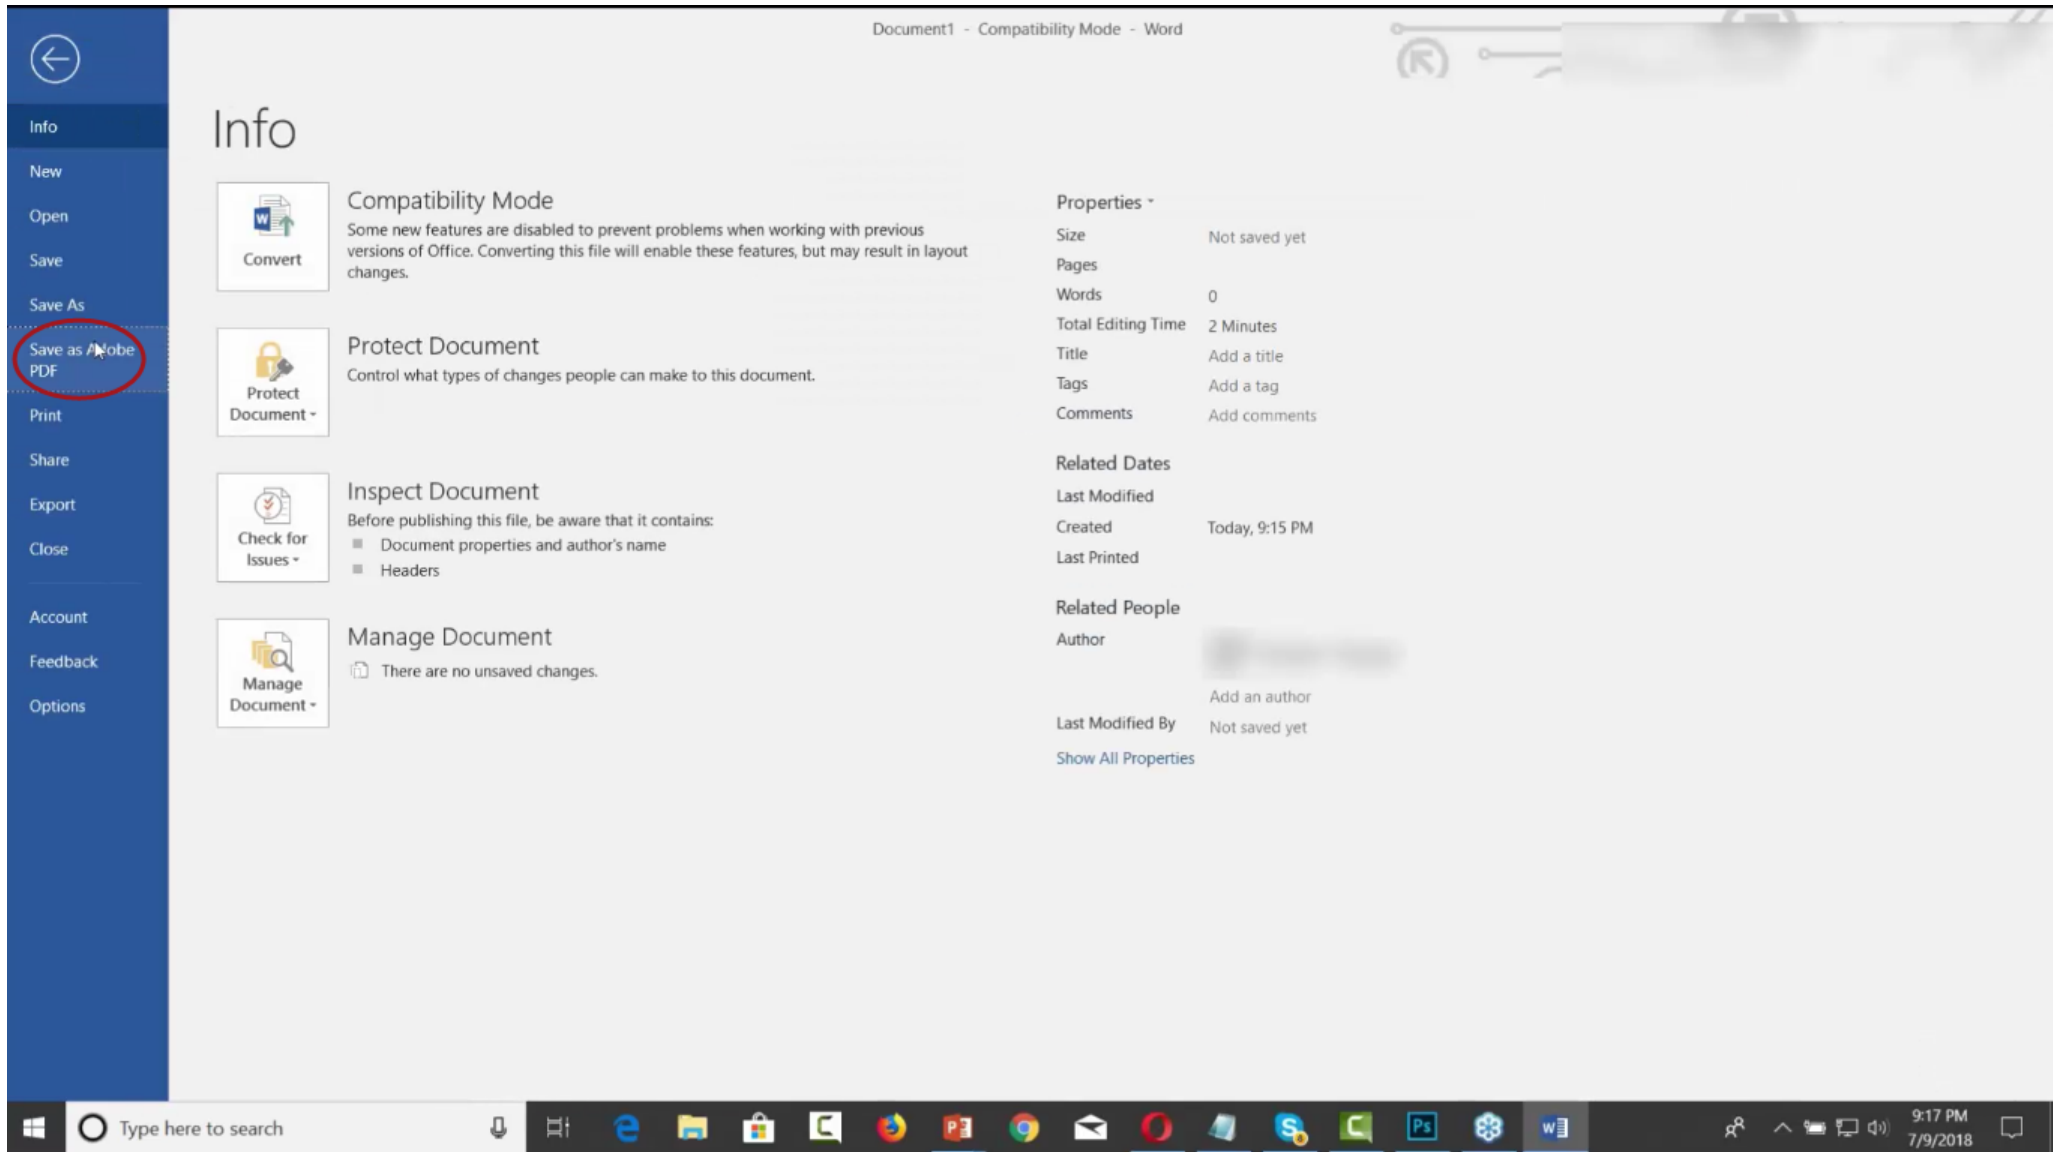 Document1 - Compatibility Mode - Word
Info
New
Open
Save
Save As
Save as Adobe
PDF
Print
Share
Export
Close
Account
Feedback
Options
Info
Convert
Compatibility Mode
Some new features are disabled to prevent problems when working with previous
versions of Office. Converting this file will enable these features, but may result in layout
changes.
Protect
Document
Protect Document
Control what types of changes people can make to this document.
Check for
Issues
Inspect Document
Before publishing this file, be aware that it contains:
Document properties and author's name
Headers
Manage
Document
Manage Document
There are no unsaved changes.
Properties
Size Not saved yet
Pages
Words 0
Total Editing Time 2 Minutes
Title Add a title
Tags Add a tag
Comments Add comments
Related Dates
Last Modified
Created Today, 9:15 PM
Last Printed
Related People
Author
Add an author
Last Modified By Not saved yet
Show All Properties
Type here to search
9:17 PM
7/9/2018